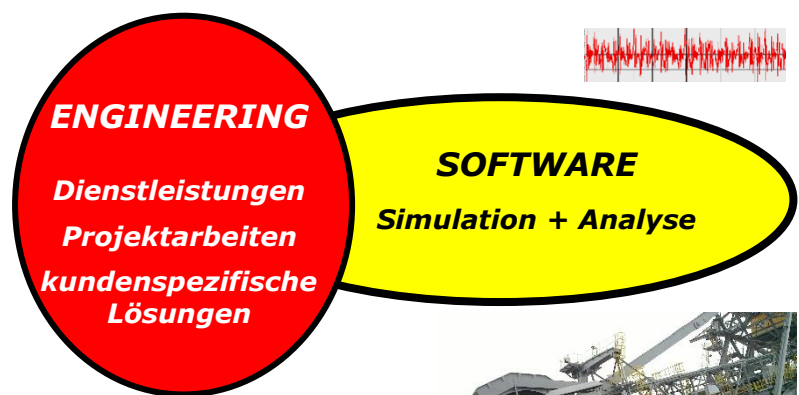 ENGINEERING
Dienstleistungen
Projektarbeiten
kundenspezifische
Lösungen
SOFTWARE
Simulation + Analyse